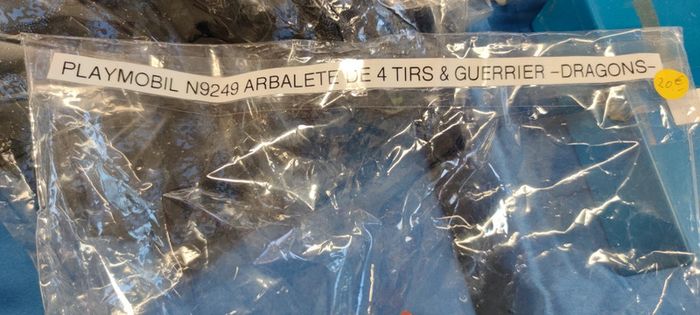 PLAYMOBIL N9249 ARBALETE DE 4 TIRS & GUERRIER -DRAGONS-
20€